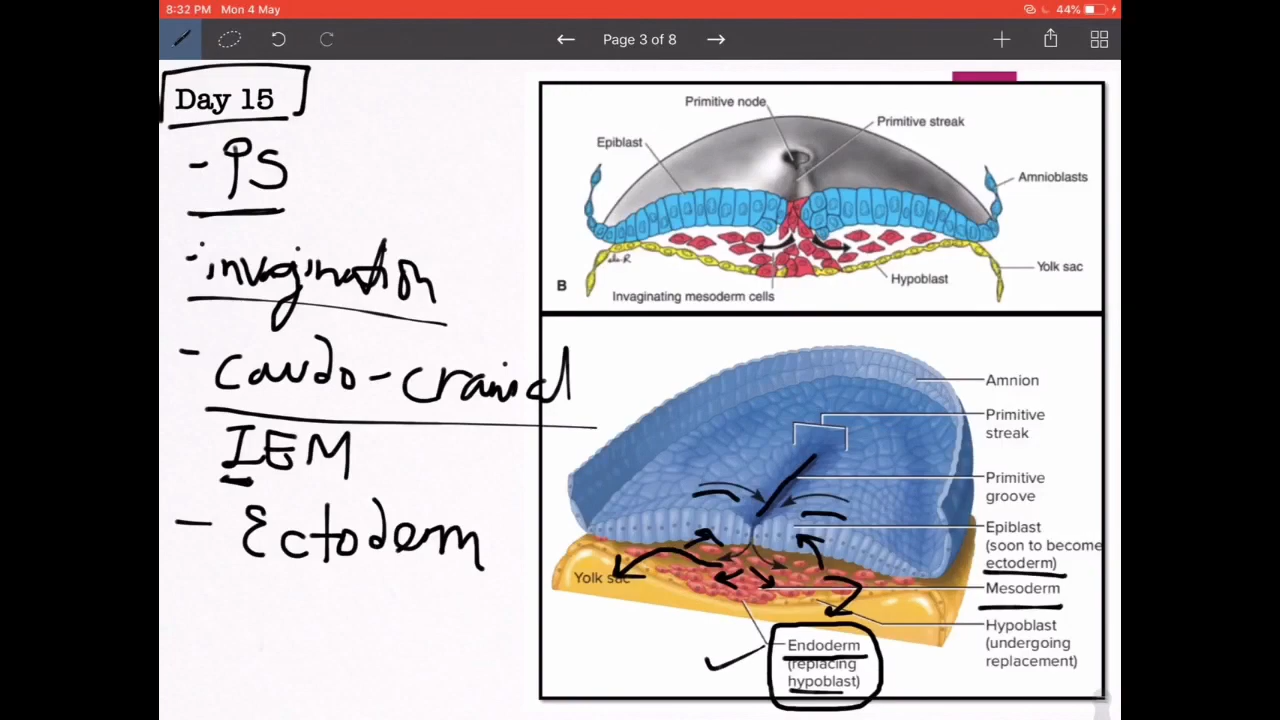 8:32 PM Mon 4 May
44%
Page 3 of 8
Day 15
- PS
- invagination
- caudo-cranial
IEM
- Ectoderm
Primitive node
Primitive streak
Epiblast
Amnioblasts
Yolk sac
Hypoblast
B
Invaginating mesoderm cells
Amnion
Primitive
streak
Primitive
groove
Epiblast
(soon to become
ectoderm)
Yolk sac
Mesoderm
Hypoblast
(undergoing
replacement)
Endoderm
(replacing
hypoblast)